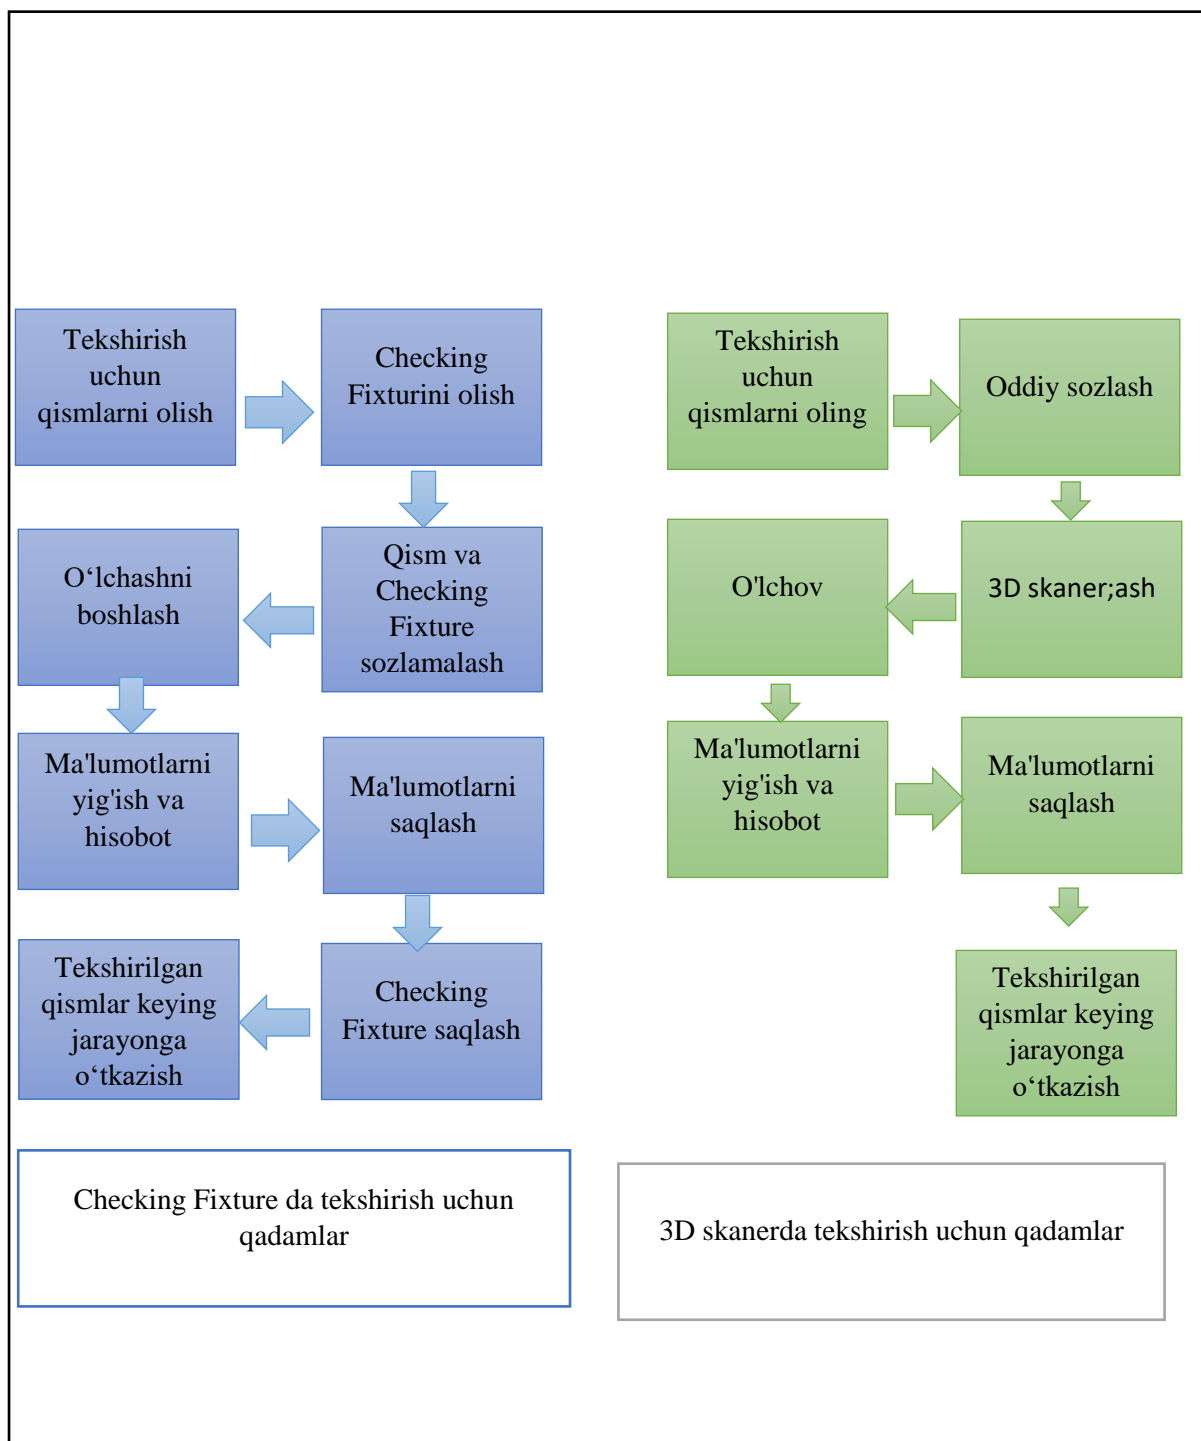 Tekshirish
uchun
qismlarni olish
Checking
Fixturini olish
Qism va
Checking
Fixture
sozlamalash
O‘lchashni
boshlash
Ma'lumotlarni
yig'ish va
hisobot
Ma'lumotlarni
saqlash
Checking
Fixture saqlash
Tekshirilgan
qismlar keying
jarayonga
o‘tkazish
Checking Fixture da tekshirish uchun
qadamlar
Tekshirish
uchun
qismlarni oling
Oddiy sozlash
3D skaner;ash
O'lchov
Ma'lumotlarni
yig'ish va
hisobot
Ma'lumotlarni
saqlash
Tekshirilgan
qismlar keying
jarayonga
o‘tkazish
3D skanerda tekshirish uchun qadamlar